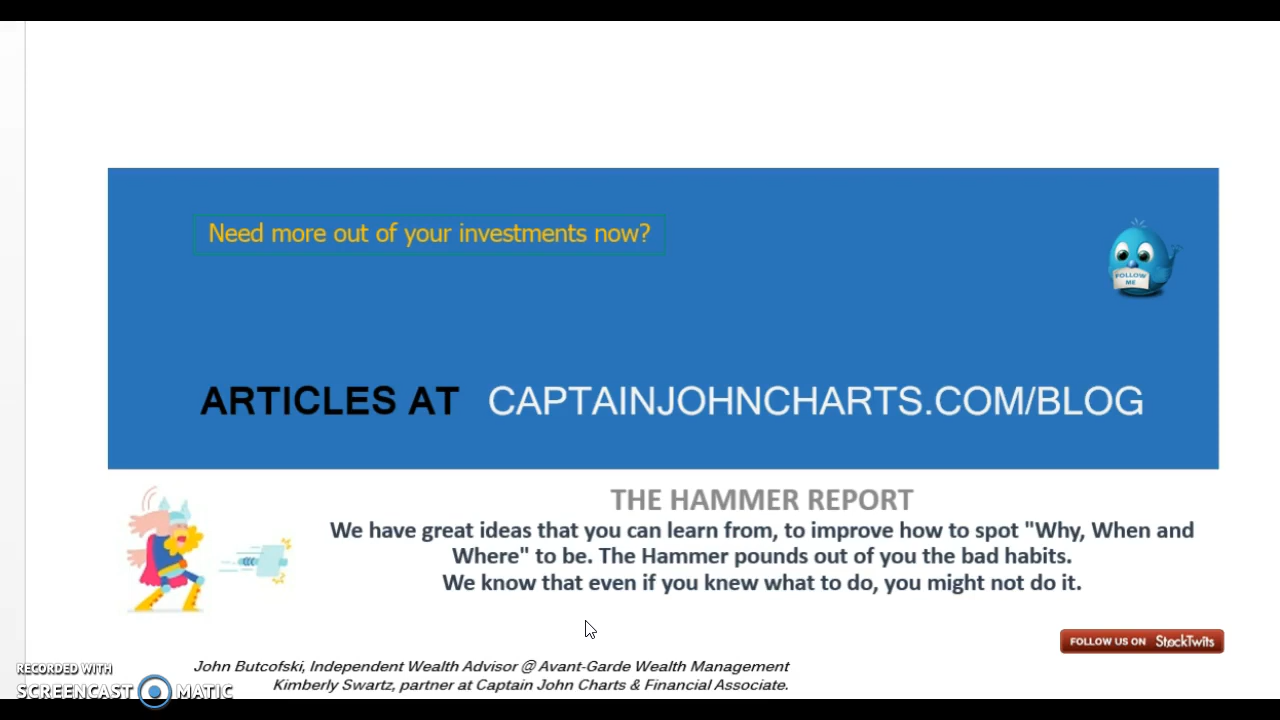 Need more out of your investments now?
FOLLOW
ME
ARTICLES AT CAPTAINJOHNCHARTS.COM/BLOG
THE HAMMER REPORT
We have great ideas that you can learn from, to improve how to spot "Why, When and
Where" to be. The Hammer pounds out of you the bad habits.
We know that even if you knew what to do, you might not do it.
FOLLOW US ON StockTwits
John Butcofski, Independent Wealth Advisor @ Avant-Garde Wealth Management
Kimberly Swartz, partner at Captain John Charts & Financial Associate.
RECORDED WITH
SCREENCAST MATIC